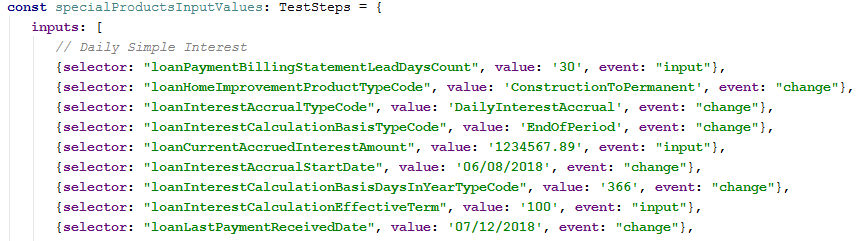 const specialProductsInputValues: TestSteps = {
inputs: [
// Daily Simple Interest
{selector: "loanPaymentBillingStatementLeadDaysCount", value: '30', event: "input"},
{selector: "loanHomeImprovementProductTypeCode", value: 'ConstructionToPermanent', event: "change"},
{selector: "loanInterestAccrualTypeCode", value: 'DailyInterestAccrual', event: "change"},
{selector: "loanInterestCalculationBasisTypeCode", value: 'EndOfPeriod', event: "change"},
{selector: "loanCurrentAccruedInterestAmount", value: '1234567.89', event: "input"},
{selector: "loanInterestAccrualStartDate", value: '06/08/2018', event: "change"},
{selector: "loanInterestCalculationBasisDaysInYearTypeCode", value: '366', event: "change"},
{selector: "loanInterestCalculationEffectiveTerm", value: '100', event: "input"},
{selector: "loanLastPaymentReceivedDate", value: '07/12/2018', event: "change"},